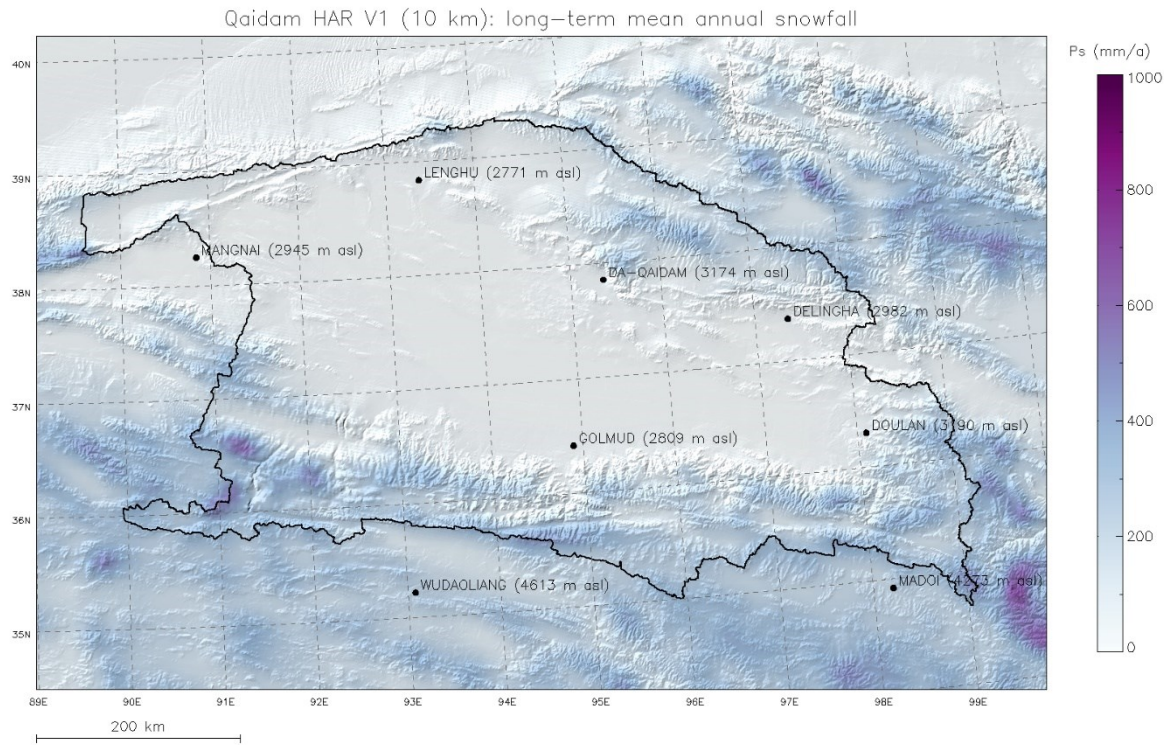 Qaidam HAR V1 (10 km): long-term mean annual snowfall
Ps (mm/a)
1000
800
600
400
200
0
40N
39N
38N
37N
36N
35N
LENGHU (2771 m asl)
MANGNAI (2945 m asl)
DA-QAIDAM (3174 m asl)
DELINGHA (2982 m asl)
DOULAN (3190 m asl)
GOLMUD (2809 m asl)
WUDAOLIANG (4613 m asl)
MADOI (4273 m asl)
89E 90E 91E 92E 93E 94E 95E 96E 97E 98E 99E
200 km